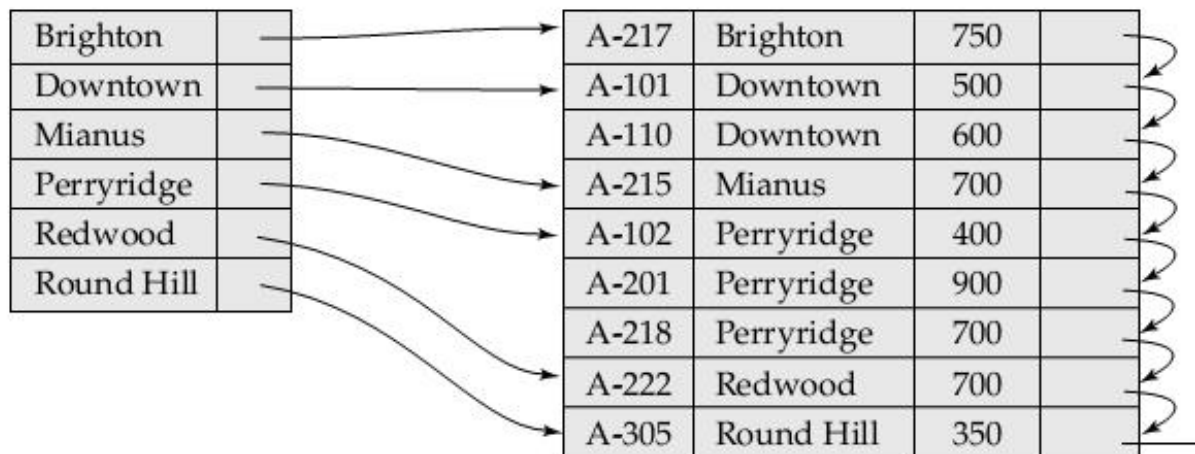 Brighton
Downtown
Mianus
Perryridge
Redwood
Round Hill
A-217 Brighton 750
A-101 Downtown 500
A-110 Downtown 600
A-215 Mianus 700
A-102 Perryridge 400
A-201 Perryridge 900
A-218 Perryridge 700
A-222 Redwood 700
A-305 Round Hill 350